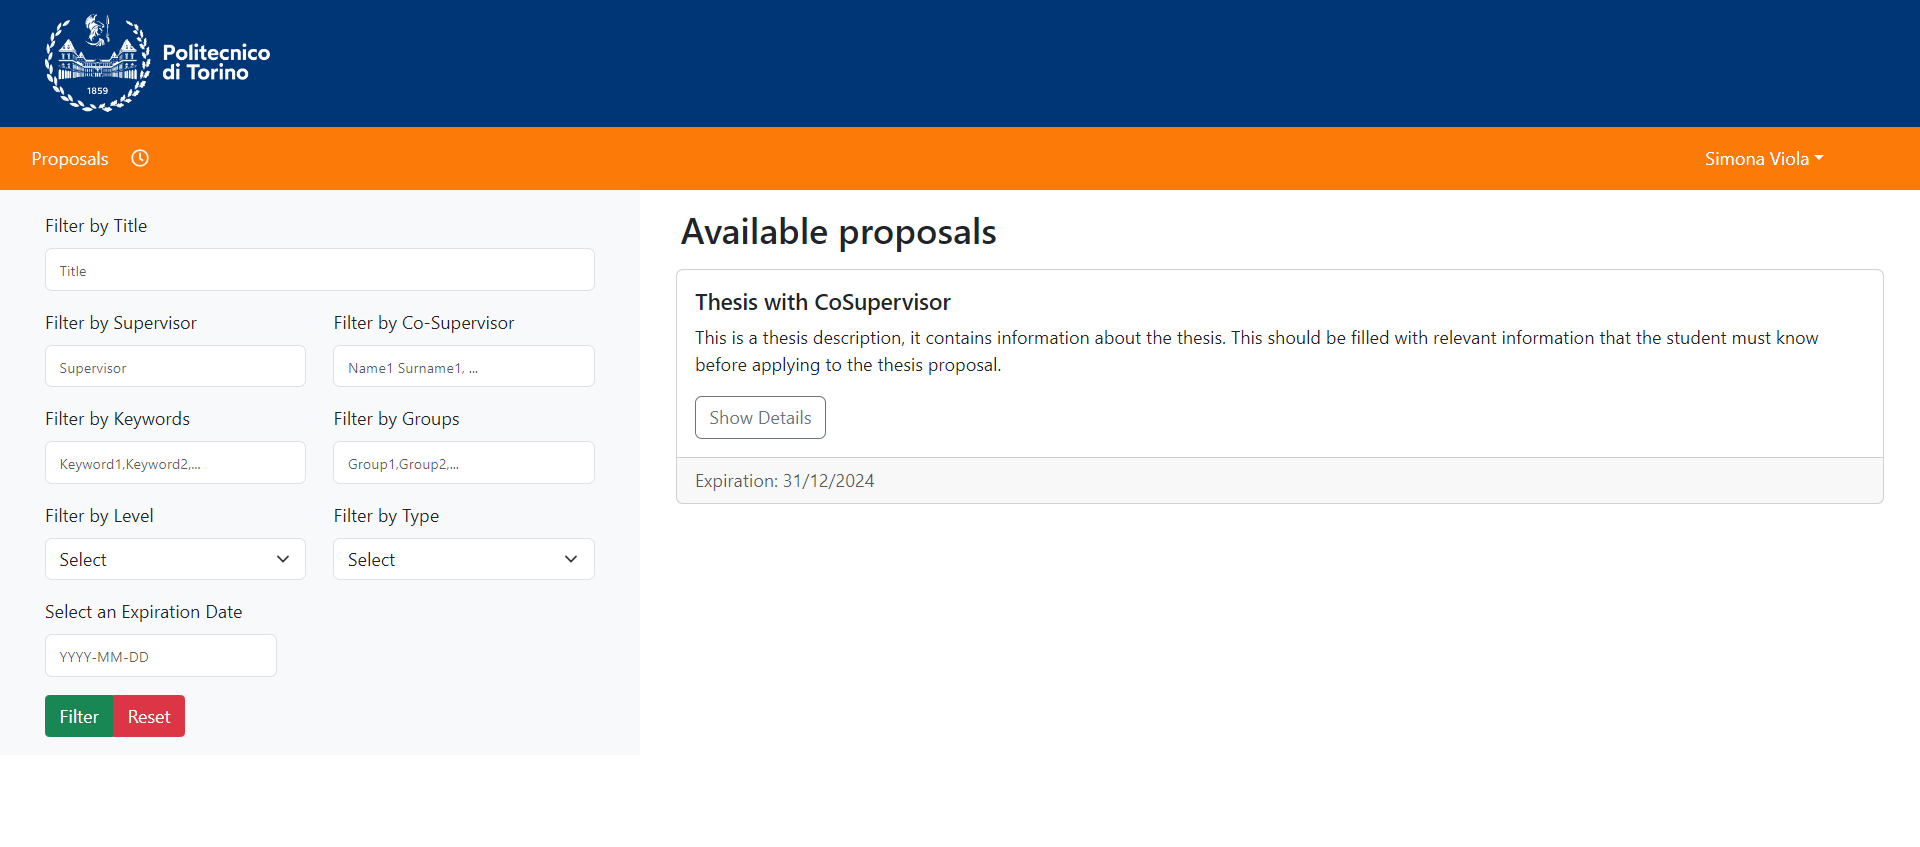 1859
Politecnico
di Torino
Proposals
Simona Viola
Filter by Title
Title
Filter by Supervisor
Filter by Co-Supervisor
Supervisor
Name1 Surname1, ...
Filter by Keywords
Filter by Groups
Keyword1,Keyword2,...
Group1,Group2,...
Filter by Level
Filter by Type
Select
Select
Select an Expiration Date
YYYY-MM-DD
Filter
Reset
Available proposals
Thesis with CoSupervisor
This is a thesis description, it contains information about the thesis. This should be filled with relevant information that the student must know
before applying to the thesis proposal.
Show Details
Expiration: 31/12/2024